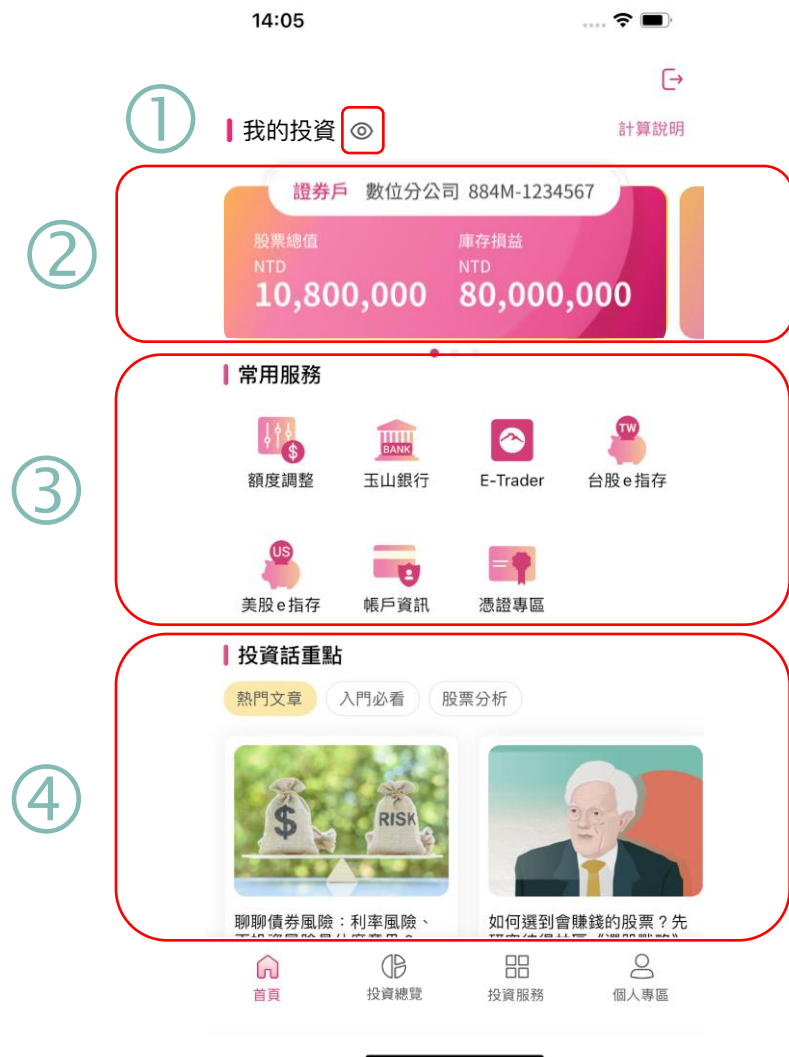 14:05
①
我的投資
計算說明
②
證券戶 數位分公司 884M-1234567
股票總值 庫存損益
NTD NTD
10,800,000 80,000,000
③
常用服務
TW
BANK
額度調整 玉山銀行 E-Trader 台股e指存
US
美股e指存 帳戶資訊 憑證專區
④
投資話重點
熱門文章 入門必看 股票分析
$ RISK
聊聊債券風險：利率風險、 如何選到會賺錢的股票？先
首頁 投資總覽 投資服務 個人專區